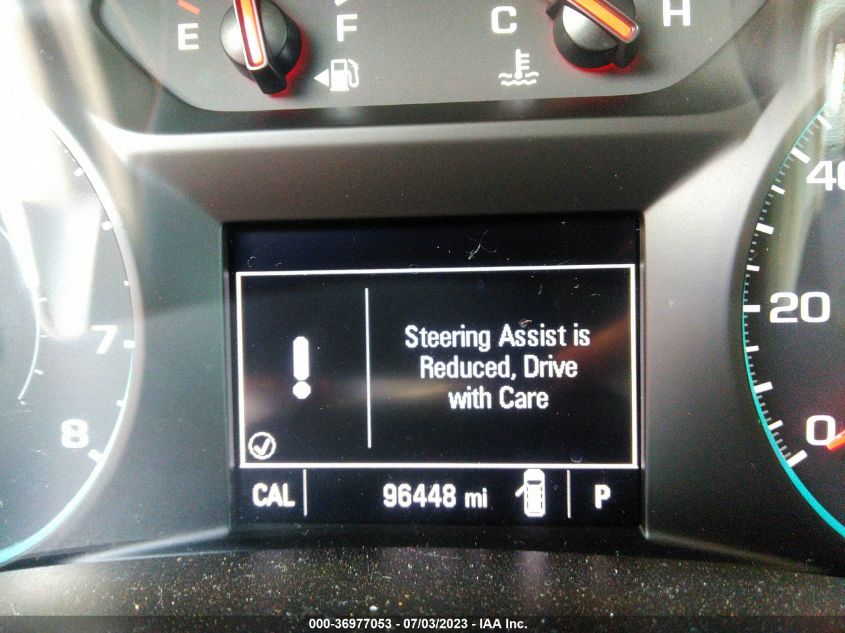 E F C H
40
20
0
7
8
Steering Assist is
Reduced, Drive
with Care
CAL 96448 mi P
000-36977053 - 07/03/2023 - IAA Inc.